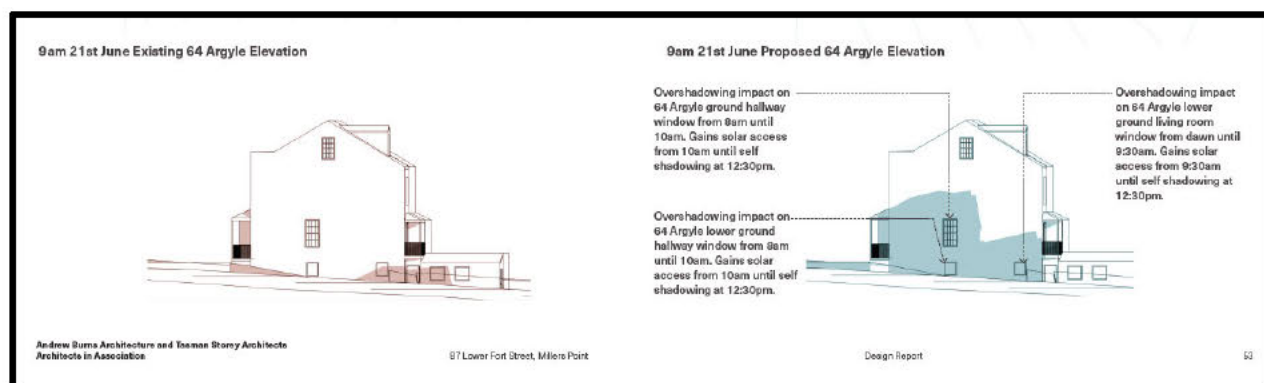 9am 21st June Existing 64 Argyle Elevation
9am 21st June Proposed 64 Argyle Elevation
Overshadowing impact on
64 Argyle ground hallway
window from 8am until
10am. Gains solar access
from 10am until self
shadowing at 12:30pm.
Overshadowing impact on
64 Argyle lower ground
hallway window from 8am
until 10am. Gains solar
access from 10am until self
shadowing at 12:30pm.
Overshadowing impact
on 64 Argyle lower
ground living room
window from dawn until
9:30am. Gains solar
access from 9:30am
until self shadowing at
12:30pm.
Andrew Burns Architecture and Tasman Storey Architects
Architects in Association
87 Lower Fort Street, Millers Point
Design Report
53